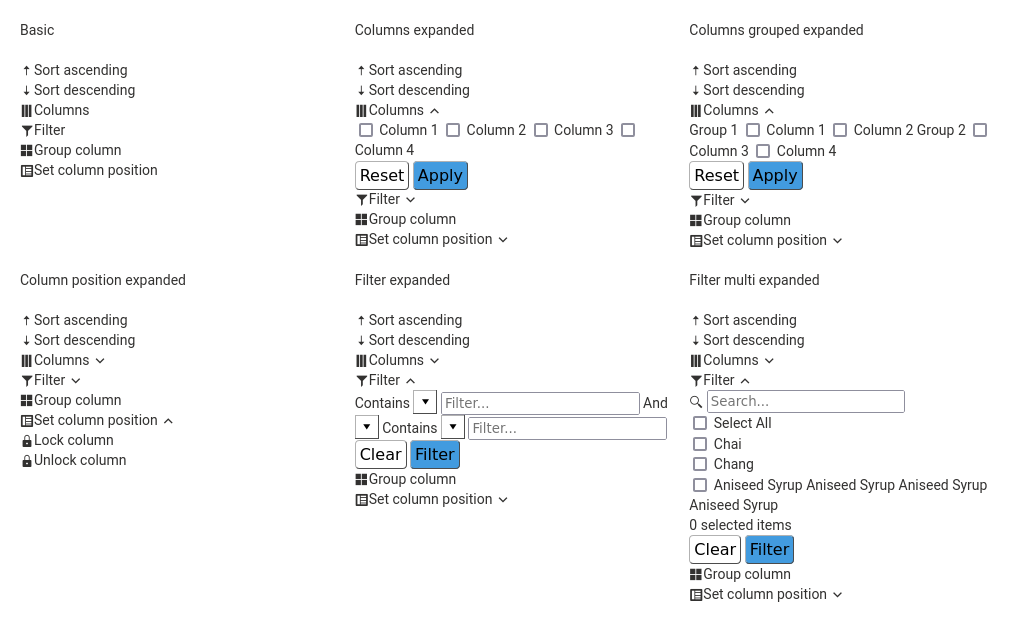 Basic
Sort ascending
Sort descending
Columns
Filter
Group column
Set column position
Columns expanded
Sort ascending
Sort descending
Columns
Column 1 Column 2 Column 3
Column 4
Reset Apply
Filter
Group column
Set column position
Columns grouped expanded
Sort ascending
Sort descending
Columns
Group 1 Column 1 Column 2 Group 2
Column 3 Column 4
Reset Apply
Filter
Group column
Set column position
Column position expanded
Sort ascending
Sort descending
Columns
Filter
Group column
Set column position
Lock column
Unlock column
Filter expanded
Sort ascending
Sort descending
Columns
Filter
Contains Filter... And
Contains Filter...
Clear Filter
Group column
Set column position
Filter multi expanded
Sort ascending
Sort descending
Columns
Filter
Search...
Select All
Chai
Chang
Aniseed Syrup Aniseed Syrup Aniseed Syrup
Aniseed Syrup
0 selected items
Clear Filter
Group column
Set column position